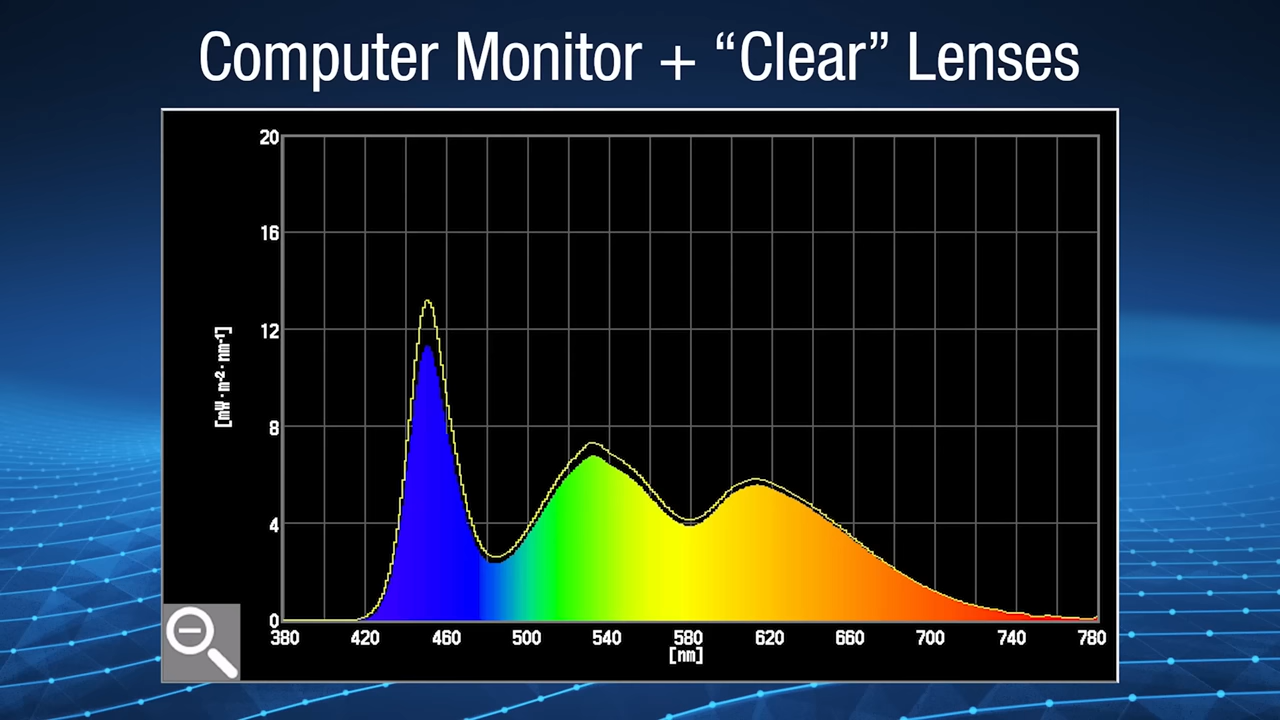 Computer Monitor + “Clear” Lenses
20
16
12
8
4
0
[mW·m⁻²·nm⁻¹]
380 420 460 500 540 580 620 660 700 740 780
[nm]